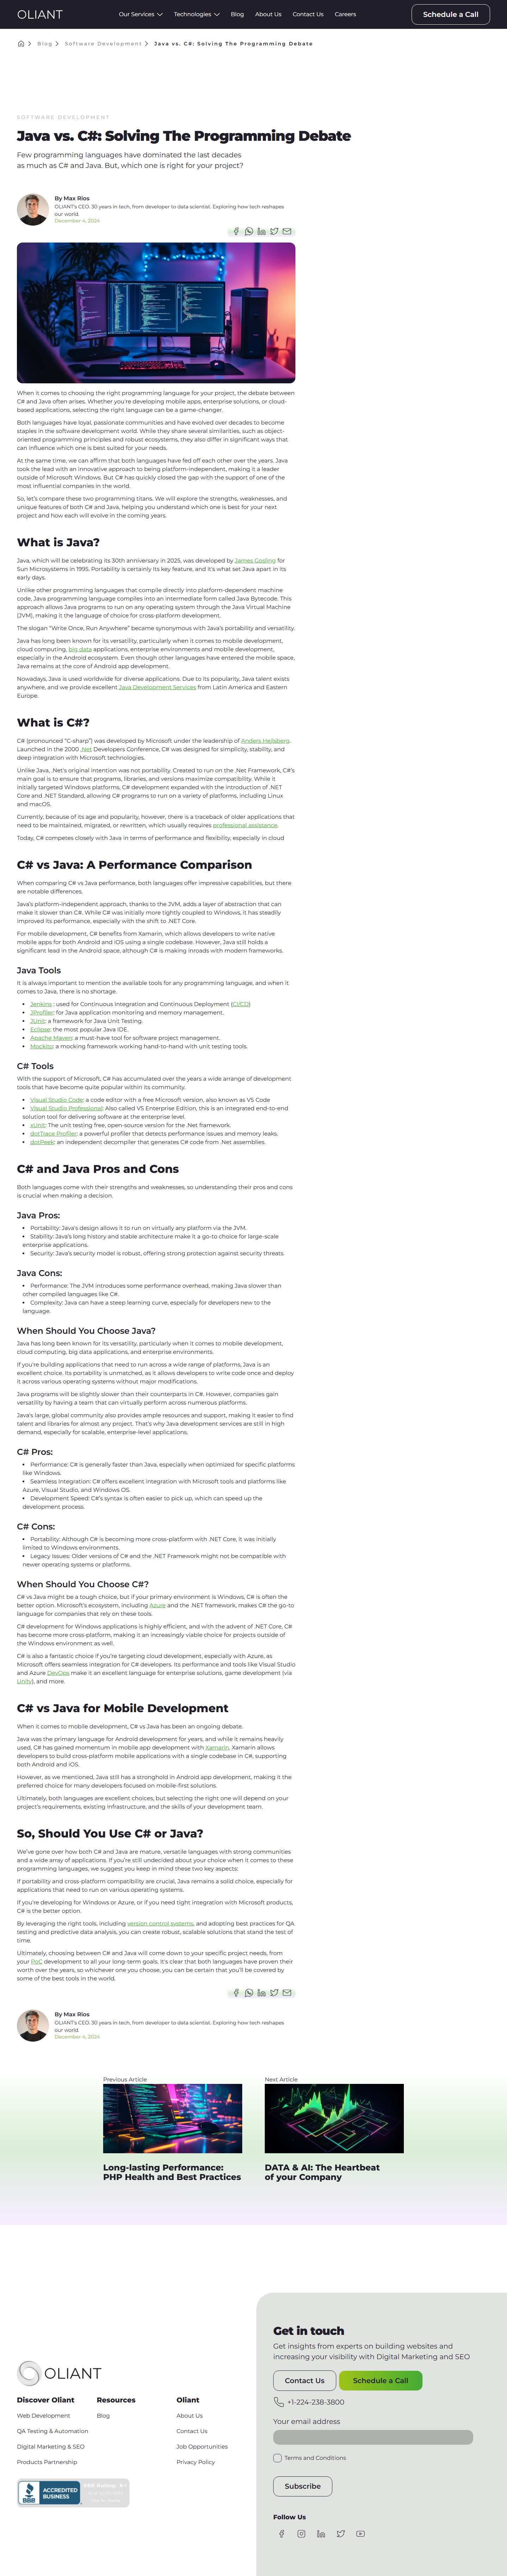 OLIANT
Our Services
Technologies
Blog
About Us
Contact Us
Careers
Schedule a Call
Blog
Software Development
Java vs. C#: Solving The Programming Debate
SOFTWARE DEVELOPMENT
Java vs. C#: Solving The Programming Debate
Few programming languages have dominated the last decades
as much as C# and Java. But, which one is right for your project?
By Max Rios
OLIANT's CEO. 30 years in tech, from developer to data scientist. Exploring how tech reshapes
our world.
December 4, 2024
When it comes to choosing the right programming language for your project, the debate between
C# and Java often arises. Whether you're developing mobile apps, enterprise solutions, or cloud-
based applications, selecting the right language can be a game-changer.
Both languages have loyal, passionate communities and have evolved over decades to become
staples in the software development world. While they share several similarities, such as object-
oriented programming principles and robust ecosystems, they also differ in significant ways that
can influence which one is best suited for your needs.
At the same time, we can affirm that both languages have fed off each other over the years. Java
took the lead with an innovative approach to being platform-independent, making it a leader
outside of Microsoft Windows. But C# has quickly closed the gap with the support of one of the
most influential companies in the world.
So, let's compare these two programming titans. We will explore the strengths, weaknesses, and
unique features of both C# and Java, helping you understand which one is best for your next
project and how each will evolve in the coming years.
What is Java?
Java, which will be celebrating its 30th anniversary in 2025, was developed by James Gosling for
Sun Microsystems in 1995. Portability is certainly its key feature, and it's what set Java apart in its
early days.
Unlike other programming languages that compile directly into platform-dependent machine
code, Java programming language compiles into an intermediate form called Java Bytecode. This
approach allows Java programs to run on any operating system through the Java Virtual Machine
(JVM), making it the language of choice for cross-platform development.
The slogan "Write Once, Run Anywhere" became synonymous with Java's portability and versatility.
Java has long been known for its versatility, particularly when it comes to mobile development,
cloud computing, big data applications, enterprise environments and mobile development,
especially in the Android ecosystem. Even though other languages have entered the mobile space,
Java remains at the core of Android app development.
Nowadays, Java is used worldwide for diverse applications. Due to its popularity, Java talent exists
anywhere, and we provide excellent Java Development Services from Latin America and Eastern
Europe.
What is C#?
C# (pronounced "C-sharp") was developed by Microsoft under the leadership of Anders Hejlsberg.
Launched in the 2000 .Net Developers Conference, C# was designed for simplicity, stability, and
deep integration with Microsoft technologies.
Unlike Java, .Net's original intention was not portability. Created to run on the .Net Framework, C#'s
main goal is to ensure that programs, libraries, and versions maximize compatibility. While it
initially targeted Windows platforms, C# development expanded with the introduction of .NET
Core and .NET Standard, allowing C# programs to run on a variety of platforms, including Linux
and macOS.
Currently, because of its age and popularity, however, there is a traceback of older applications that
need to be maintained, migrated, or rewritten, which usually requires professional assistance.
Today, C# competes closely with Java in terms of performance and flexibility, especially in cloud
C# vs Java: A Performance Comparison
When comparing C# vs Java performance, both languages offer impressive capabilities, but there
are notable differences.
Java's platform-independent approach, thanks to the JVM, adds a layer of abstraction that can
make it slower than C#. While C# was initially more tightly coupled to Windows, it has steadily
improved its performance, especially with the shift to .NET Core.
For mobile development, C# benefits from Xamarin, which allows developers to write native
mobile apps for both Android and iOS using a single codebase. However, Java still holds a
significant lead in the Android space, although C# is making inroads with modern frameworks.
Java Tools
It is always important to mention the available tools for any programming language, and when it
comes to Java, there is no shortage.
• Jenkins : used for Continuous Integration and Continuous Deployment (CI/CD)
• JProfiler: for Java application monitoring and memory management.
• JUnit: a framework for Java Unit Testing.
• Eclipse: the most popular Java IDE.
• Apache Maven: a must-have tool for software project management.
• Mockito: a mocking framework working hand-to-hand with unit testing tools.
C# Tools
With the support of Microsoft, C# has accumulated over the years a wide arrange of development
tools that have become quite popular within its community.
• Visual Studio Code: a code editor with a free Microsoft version, also known as VS Code
• Visual Studio Professional: Also called VS Enterprise Edition, this is an integrated end-to-end
solution tool for delivering software at the enterprise level.
• xUnit: The unit testing free, open-source version for the .Net framework.
• dotTrace Profiler: a powerful profiler that detects performance issues and memory leaks.
• dotPeek: an independent decompiler that generates C# code from .Net assemblies.
C# and Java Pros and Cons
Both languages come with their strengths and weaknesses, so understanding their pros and cons
is crucial when making a decision.
Java Pros:
• Portability: Java's design allows it to run on virtually any platform via the JVM.
• Stability: Java's long history and stable architecture make it a go-to choice for large-scale
enterprise applications.
• Security: Java's security model is robust, offering strong protection against security threats.
Java Cons:
• Performance: The JVM introduces some performance overhead, making Java slower than
other compiled languages like C#.
• Complexity: Java can have a steep learning curve, especially for developers new to the
language.
When Should You Choose Java?
Java has long been known for its versatility, particularly when it comes to mobile development,
cloud computing, big data applications, and enterprise environments.
If you're building applications that need to run across a wide range of platforms, Java is an
excellent choice. Its portability is unmatched, as it allows developers to write code once and deploy
it across various operating systems without major modifications.
Java programs will be slightly slower than their counterparts in C#. However, companies gain
versatility by having a team that can virtually perform across numerous platforms.
Java's large, global community also provides ample resources and support, making it easier to find
talent and libraries for almost any project. That's why Java development services are still in high
demand, especially for scalable, enterprise-level applications.
C# Pros:
• Performance: C# is generally faster than Java, especially when optimized for specific platforms
like Windows.
• Seamless Integration: C# offers excellent integration with Microsoft tools and platforms like
Azure, Visual Studio, and Windows OS.
• Development Speed: C#'s syntax is often easier to pick up, which can speed up the
development process.
C# Cons:
• Portability: Although C# is becoming more cross-platform with .NET Core, it was initially
limited to Windows environments.
• Legacy Issues: Older versions of C# and the .NET Framework might not be compatible with
newer operating systems or platforms.
When Should You Choose C#?
C# vs Java might be a tough choice, but if your primary environment is Windows, C# is often the
better option. Microsoft's ecosystem, including Azure and the .NET framework, makes C# the go-to
language for companies that rely on these tools.
C# development for Windows applications is highly efficient, and with the advent of .NET Core, C#
has become cross-platform, making it an increasingly viable choice for projects outside of
the Windows environment as well.
C# is also a fantastic choice if you're targeting cloud development, especially with Azure, as
Microsoft offers seamless integration for C# developers. Its performance and tools like Visual Studio
and Azure DevOps make it an excellent language for enterprise solutions, game development (via
Unity), and more.
C# vs Java for Mobile Development
When it comes to mobile development, C# vs Java has been an ongoing debate.
Java was the primary language for Android development for years, and while it remains heavily
used, C# has gained momentum in mobile app development with Xamarin. Xamarin allows
developers to build cross-platform mobile applications with a single codebase in C#, supporting
both Android and iOS.
However, as we mentioned, Java still has a stronghold in Android app development, making it the
preferred choice for many developers focused on mobile-first solutions.
Ultimately, both languages are excellent choices, but selecting the right one will depend on your
project's requirements, existing infrastructure, and the skills of your development team.
So, Should You Use C# or Java?
We've gone over how both C# and Java are mature, versatile languages with strong communities
and a wide array of applications. If you're still undecided about your choice when it comes to these
programming languages, we suggest you keep in mind these two key aspects:
If portability and cross-platform compatibility are crucial, Java remains a solid choice, especially for
applications that need to run on various operating systems.
If you're developing for Windows or Azure, or if you need tight integration with Microsoft products,
C# is the better option.
By leveraging the right tools, including version control systems, and adopting best practices for QA
testing and predictive data analysis, you can create robust, scalable solutions that stand the test of
time.
Ultimately, choosing between C# and Java will come down to your specific project needs, from
your PoC development to all your long-term goals. It's clear that both languages have proven their
worth over the years, so whichever one you choose, you can be certain that you'll be covered by
some of the best tools in the world.
By Max Rios
OLIANT's CEO. 30 years in tech, from developer to data scientist. Exploring how tech reshapes
our world.
December 4, 2024
Previous Article
Long-lasting Performance:
PHP Health and Best Practices
Next Article
DATA & AI: The Heartbeat
of your Company
OLIANT
Discover Oliant
Web Development
QA Testing & Automation
Digital Marketing & SEO
Products Partnership
Resources
Blog
Oliant
About Us
Contact Us
Job Opportunities
Privacy Policy
BBB
ACCREDITED
BUSINESS
BBB Rating: A+
Get in touch
Get insights from experts on building websites and
increasing your visibility with Digital Marketing and SEO
Contact Us
Schedule a Call
+1-224-238-3800
Your email address
Terms and Conditions
Subscribe
Follow Us